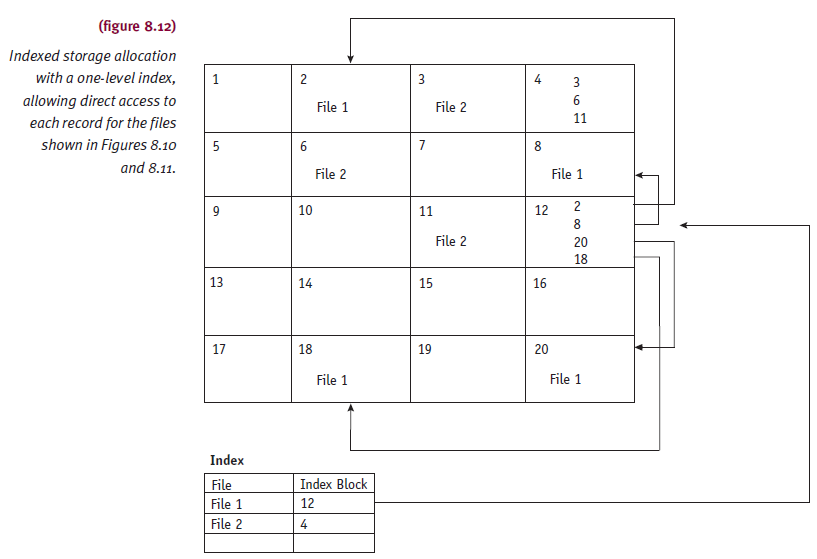 (figure 8.12)
Indexed storage allocation
with a one-level index,
allowing direct access to
each record for the files
shown in Figures 8.10
and 8.11.
1
2
File 1
3
File 2
4
3
6
11
5
6
File 2
7
8
File 1
9
10
11
File 2
12
2
8
20
18
13
14
15
16
17
18
File 1
19
20
File 1
Index
File Index Block
File 1 12
File 2 4